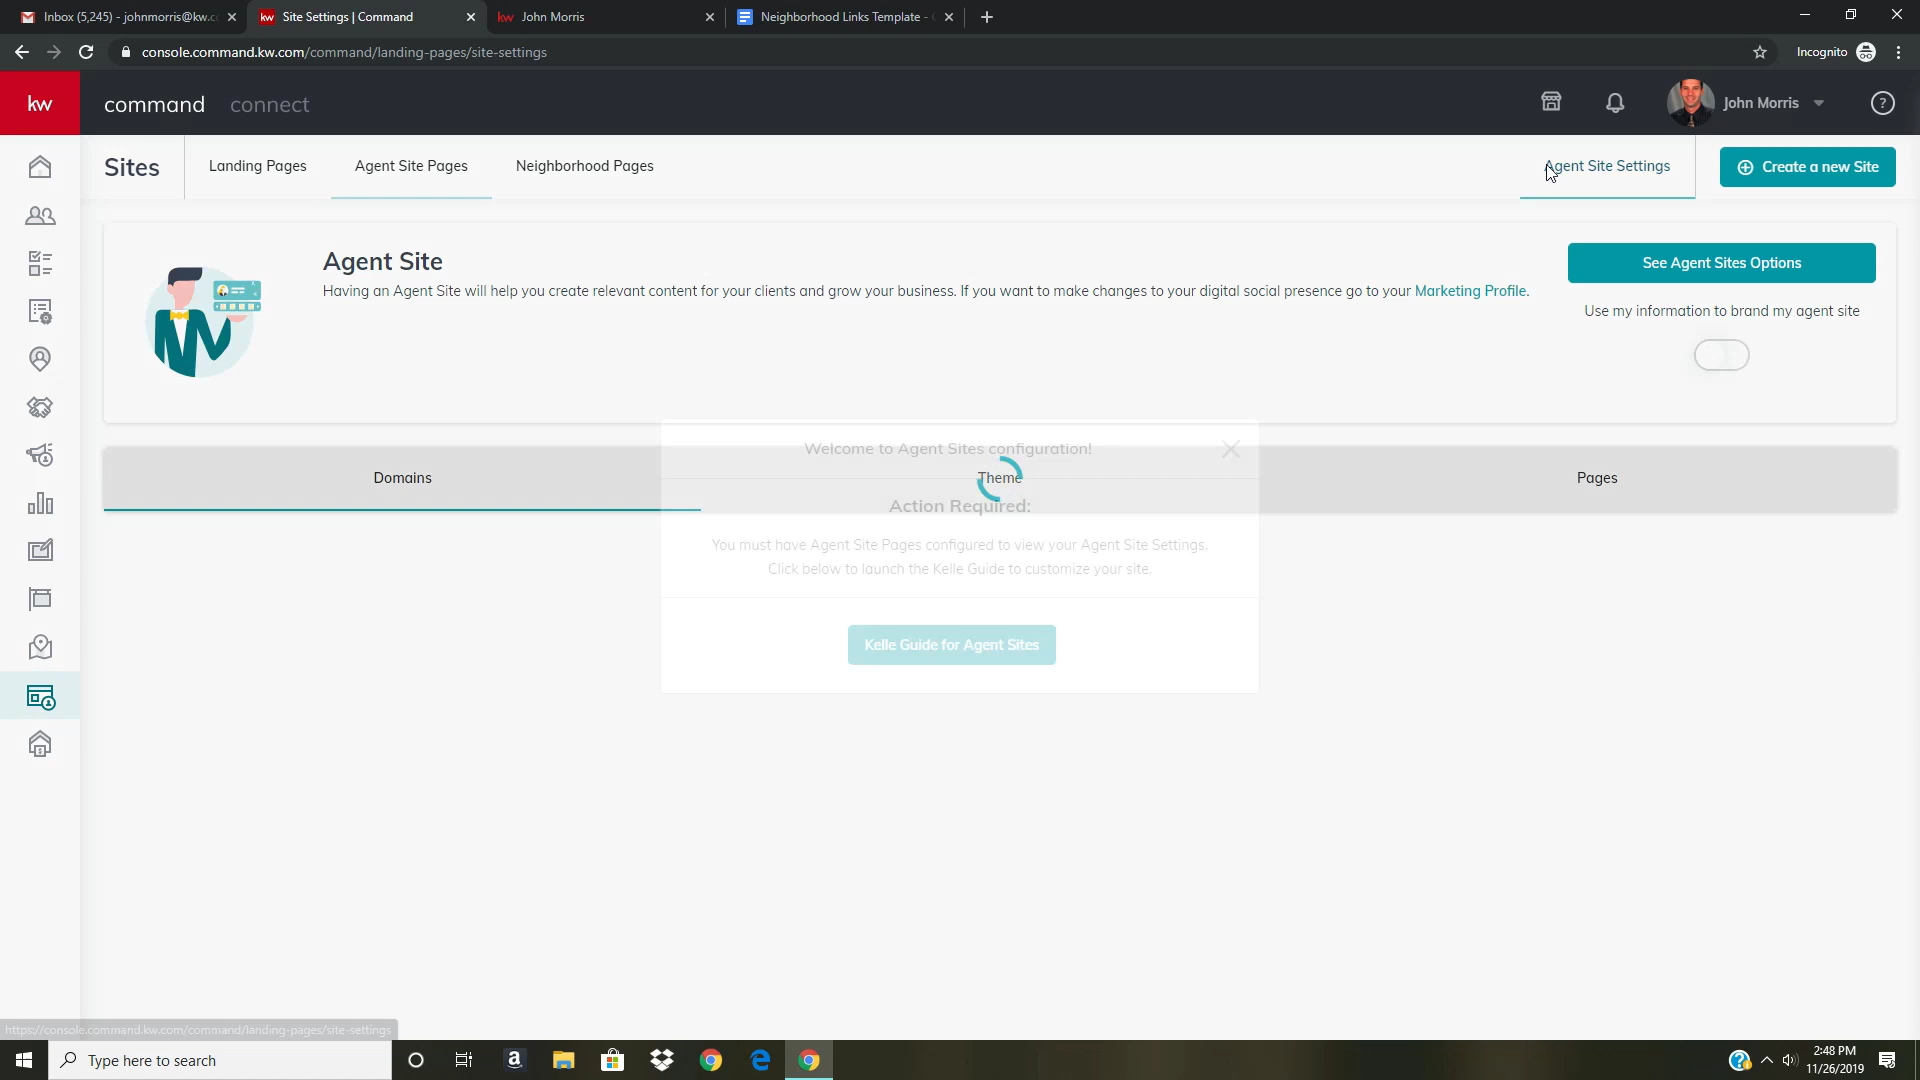 Inbox (5,245) - johnmorris@kw.c
Site Settings | Command
kw John Morris
Neighborhood Links Template -
console.command.kw.com/command/landing-pages/site-settings
Incognito
kw
command connect
John Morris
Sites
Landing Pages
Agent Site Pages
Neighborhood Pages
Agent Site Settings
Create a new Site
Agent Site
Having an Agent Site will help you create relevant content for your clients and grow your business. If you want to make changes to your digital social presence go to your Marketing Profile.
See Agent Sites Options
Use my information to brand my agent site
Welcome to Agent Sites configuration!
Domains
Theme
Pages
Action Required:
You must have Agent Site Pages configured to view your Agent Site Settings.
Click below to launch the Kelle Guide to customize your site.
Kelle Guide for Agent Sites
https://console.command.kw.com/command/landing-pages/site-settings
Type here to search
2:48 PM
11/26/2019